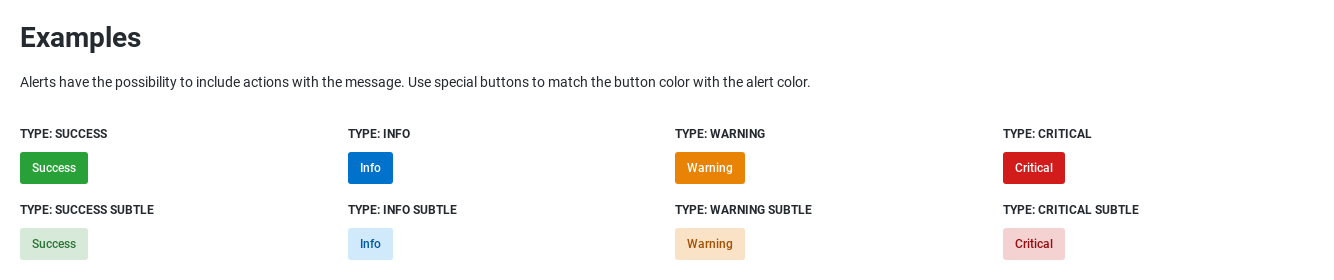 Examples
Alerts have the possibility to include actions with the message. Use special buttons to match the button color with the alert color.
TYPE: SUCCESS TYPE: INFO TYPE: WARNING TYPE: CRITICAL
Success Info Warning Critical
TYPE: SUCCESS SUBTLE TYPE: INFO SUBTLE TYPE: WARNING SUBTLE TYPE: CRITICAL SUBTLE
Success Info Warning Critical